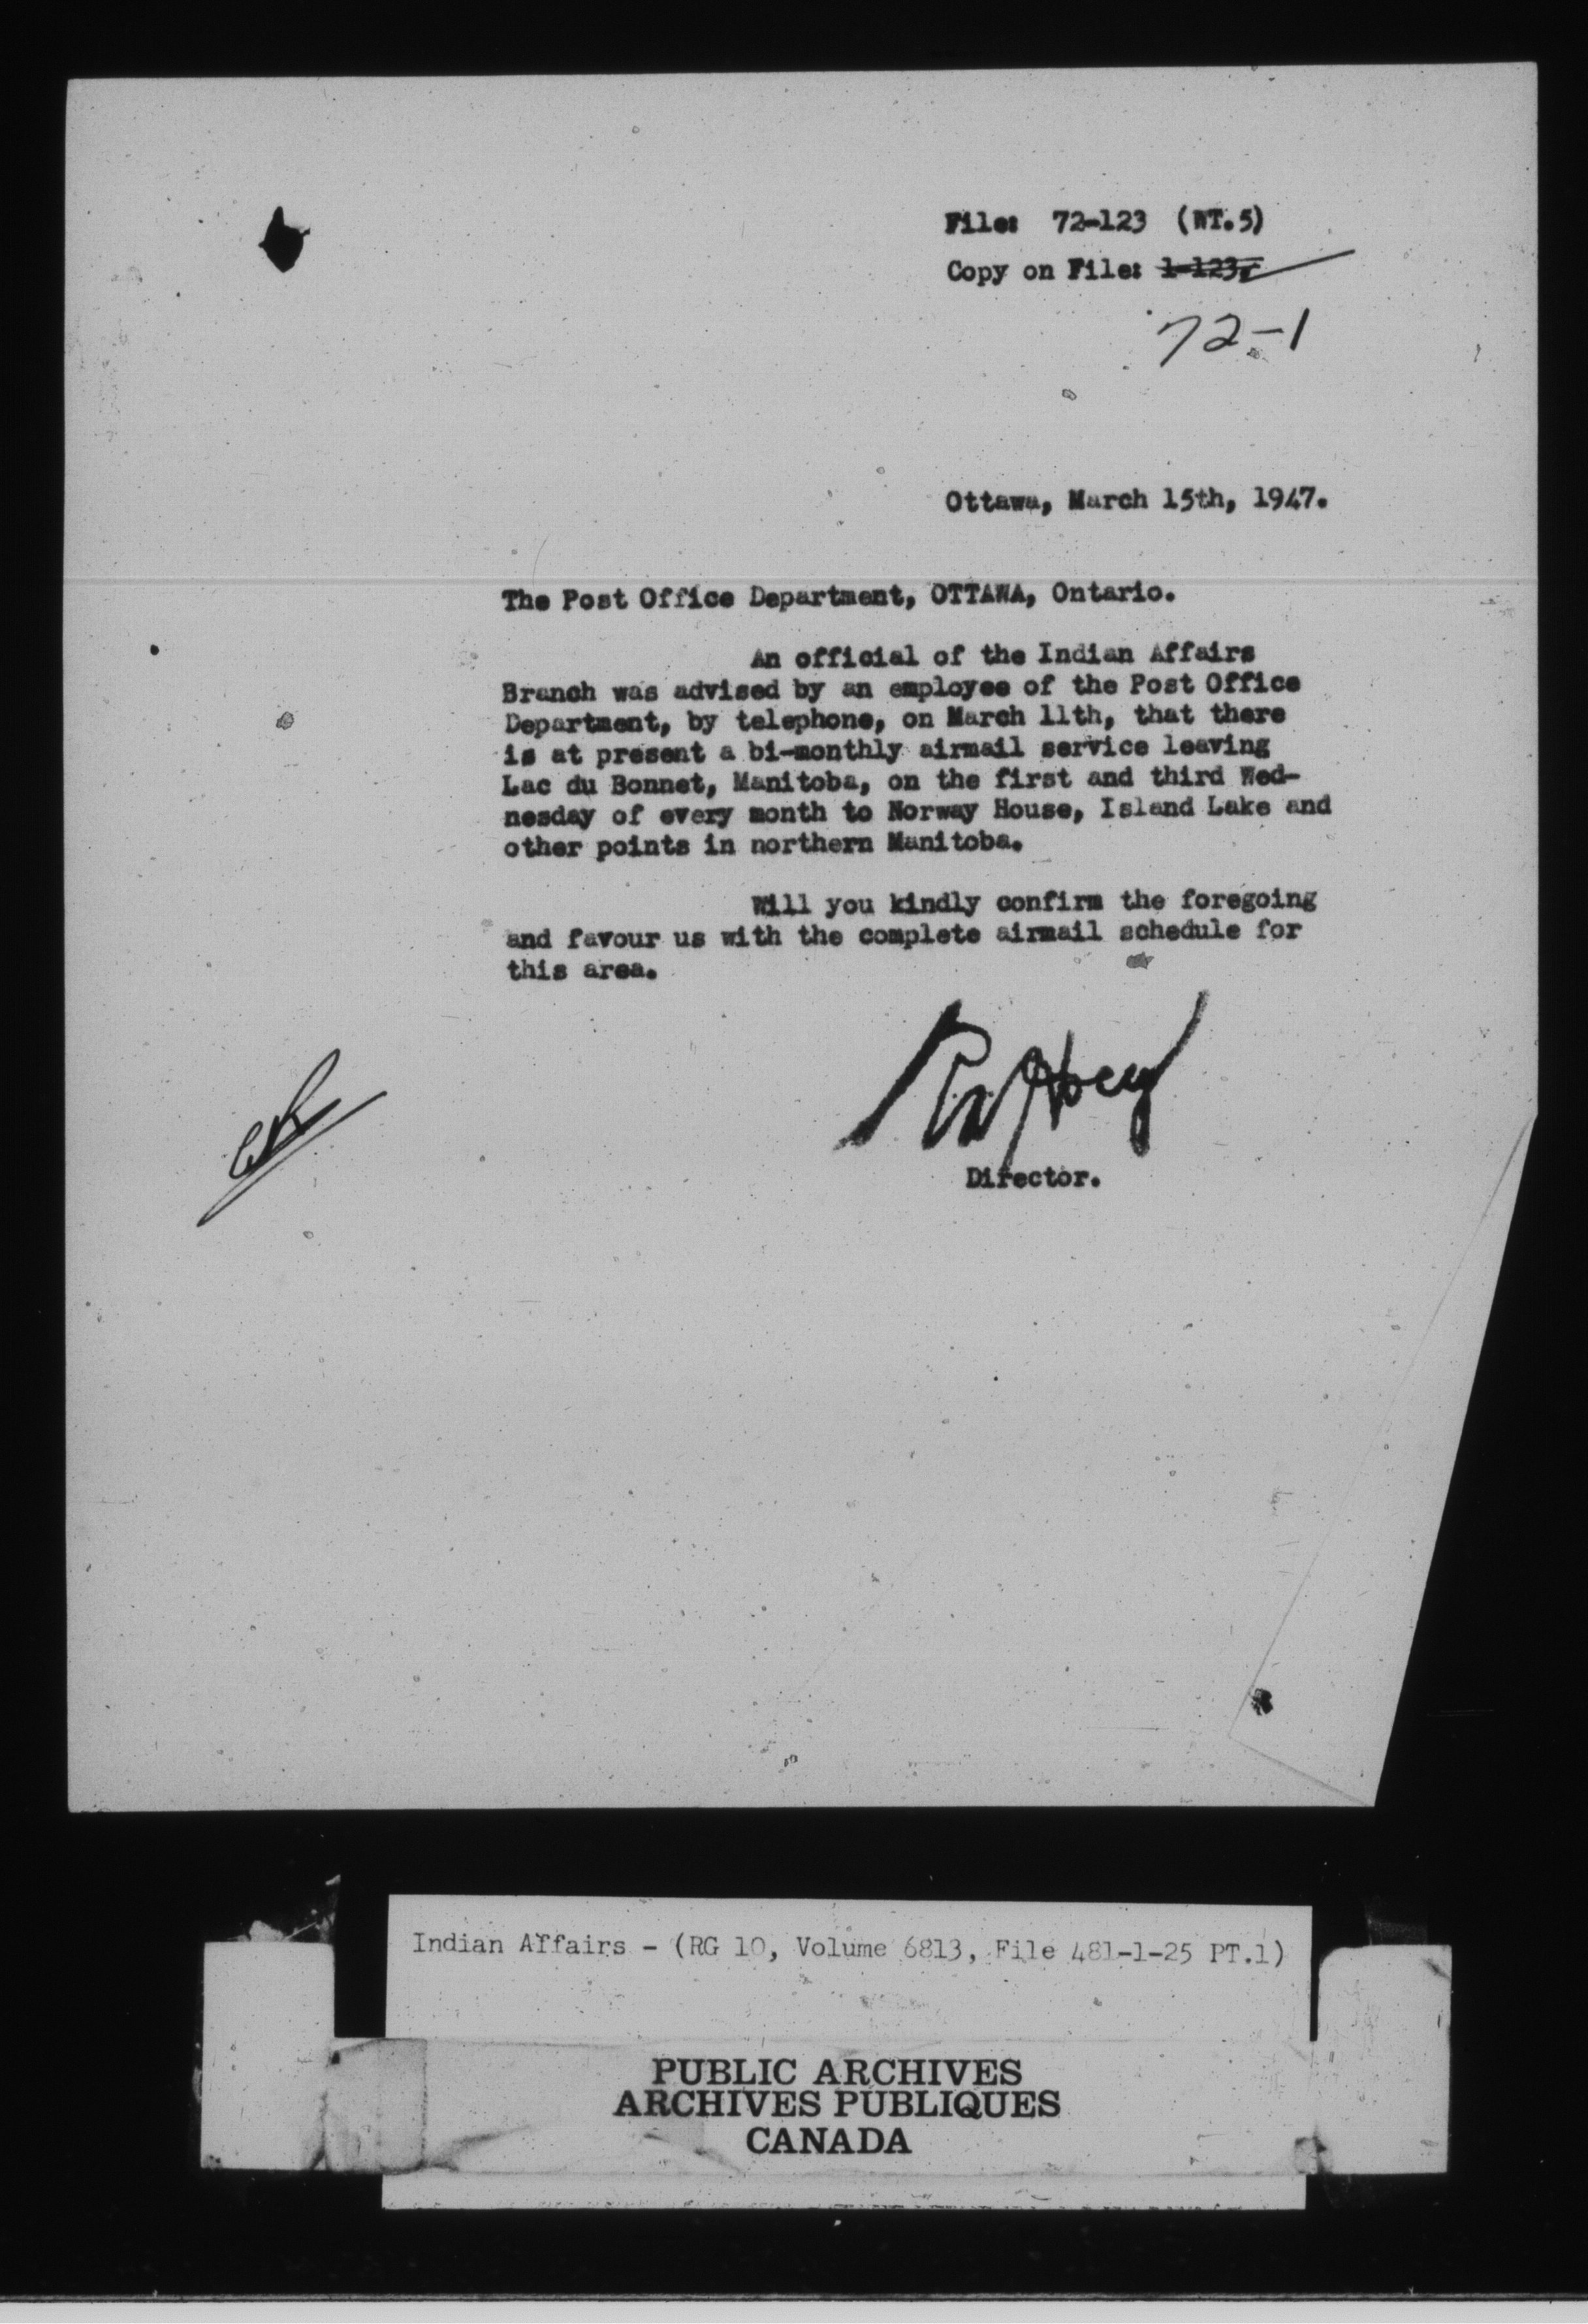 File: 72-123 (WT.5)
Copy on File: 1-123.
72-1
Ottawa, March 15th, 1947.
The Post Office Department, OTTAWA, Ontario.
An official of the Indian Affairs
Branch was advised by an employee of the Post Office
Department, by telephone, on March 11th, that there
is at present a bi-monthly airmail service leaving
Lac du Bonnet, Manitoba, on the first and third Wed-
nesday of every month to Norway House, Island Lake and
other points in northern Manitoba.
Will you kindly confirm the foregoing
and favour us with the complete airmail schedule for
this area.
Director.
Indian Affairs - (RG 10, Volume 6813, File 481-1-25 PT.1)
PUBLIC ARCHIVES
ARCHIVES PUBLIQUES
CANADA